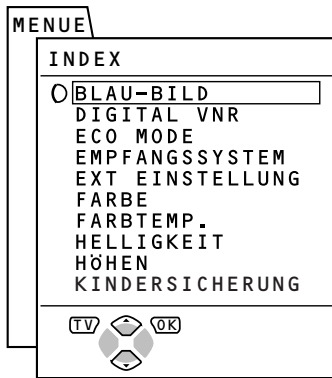 MENUE
INDEX
BLAU-BILD
DIGITAL VNR
ECO MODE
EMPFANGSSYSTEM
EXT EINSTELLUNG
FARBE
FARBTEMP.
HELLIGKEIT
HÖHEN
KINDERSICHERUNG
TV OK